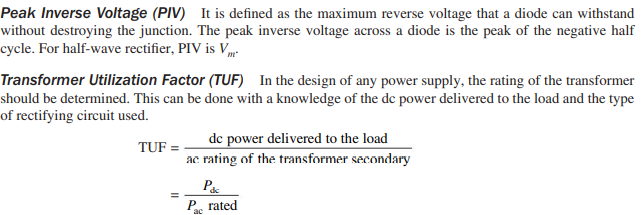 Peak Inverse Voltage (PIV) It is defined as the maximum reverse voltage that a diode can withstand
without destroying the junction. The peak inverse voltage across a diode is the peak of the negative half
cycle. For half-wave rectifier, PIV is Vm.
Transformer Utilization Factor (TUF) In the design of any power supply, the rating of the transformer
should be determined. This can be done with a knowledge of the dc power delivered to the load and the type
of rectifying circuit used.
TUF = dc power delivered to the load / ac rating of the transformer secondary
= Pdc / Pac rated